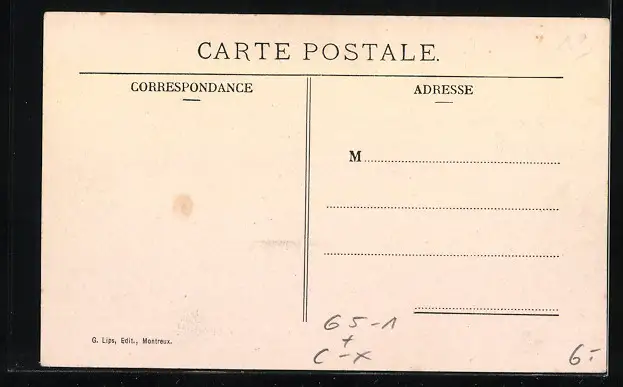 CARTE POSTALE.
CORRESPONDANCE
ADRESSE
M
G. Lips, Edit., Montreux.
65-1
+
C-X
6.-